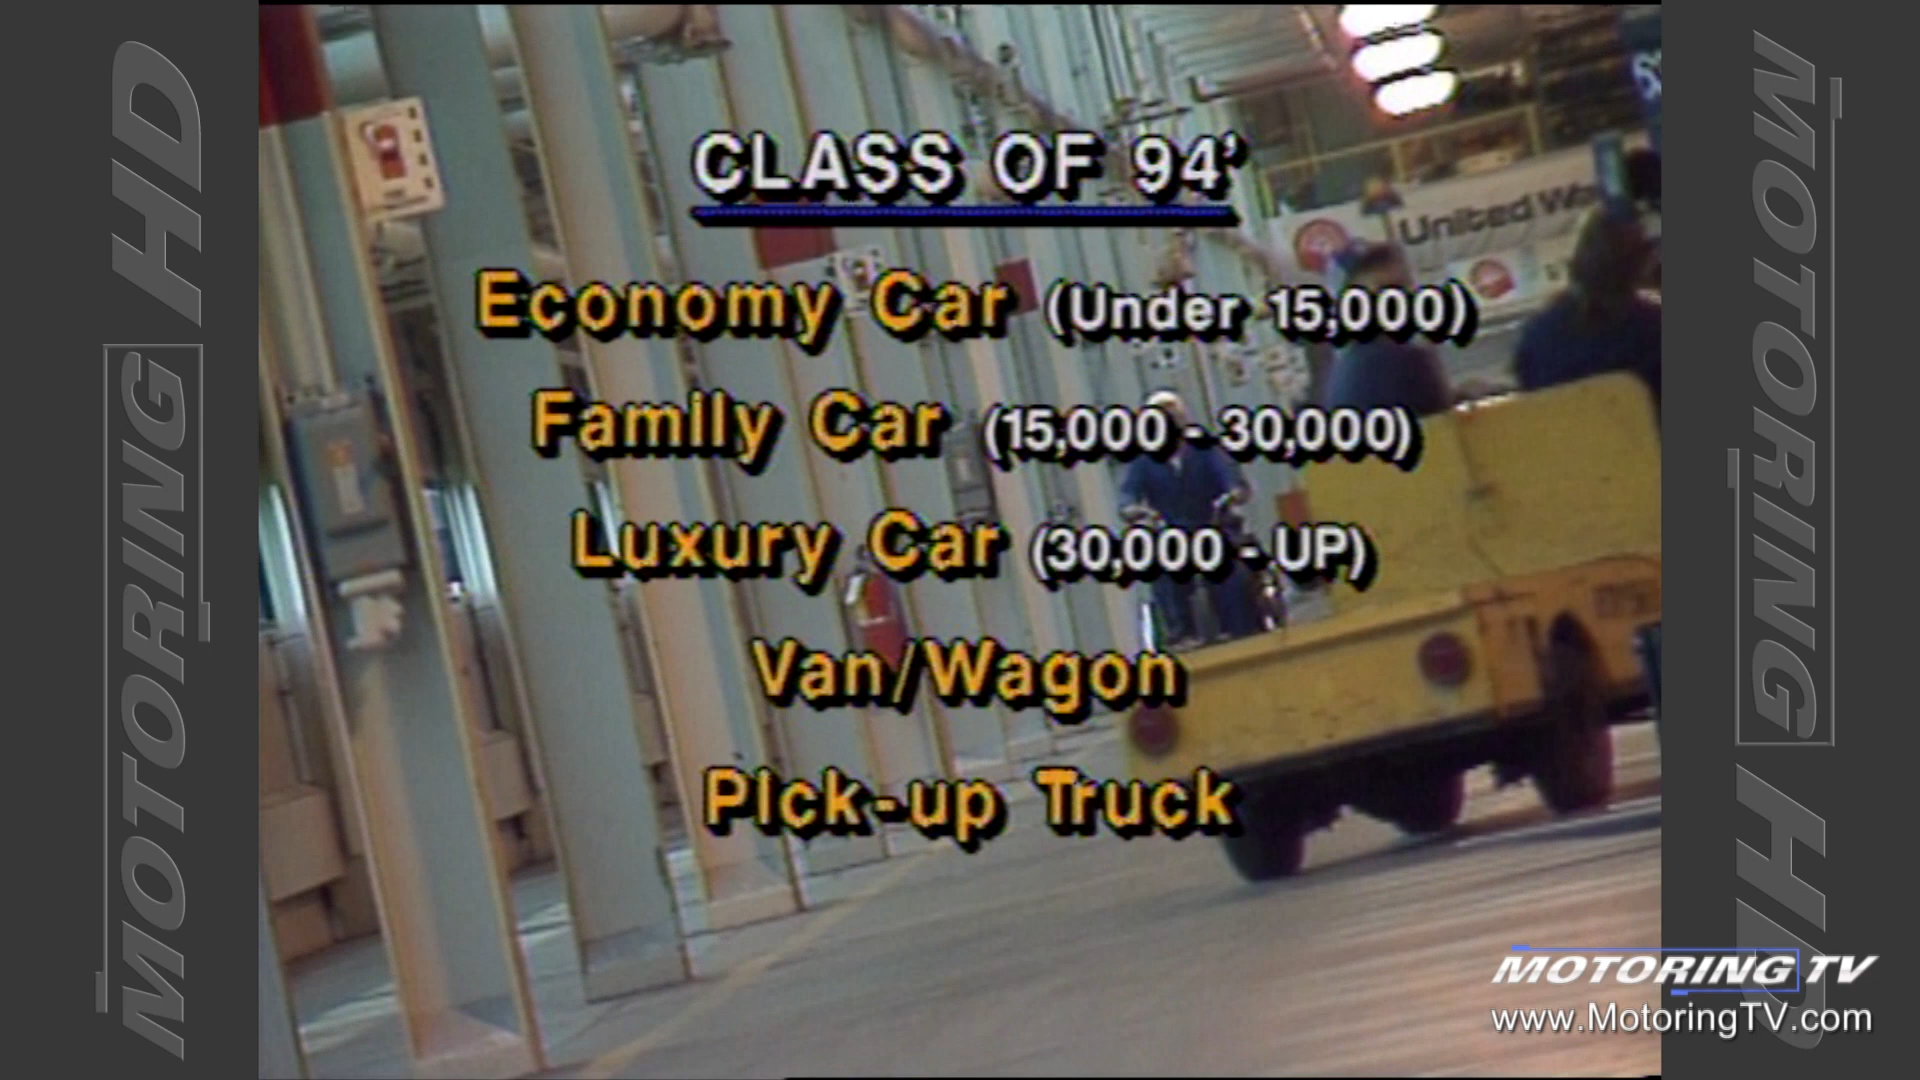 CLASS OF 94'
Economy Car (Under 15,000)
Family Car (15,000 - 30,000)
Luxury Car (30,000 - UP)
Van/Wagon
PIck-up Truck
United
MOTORING HD
MOTORING HD
MOTORING TV
www.MotoringTV.com